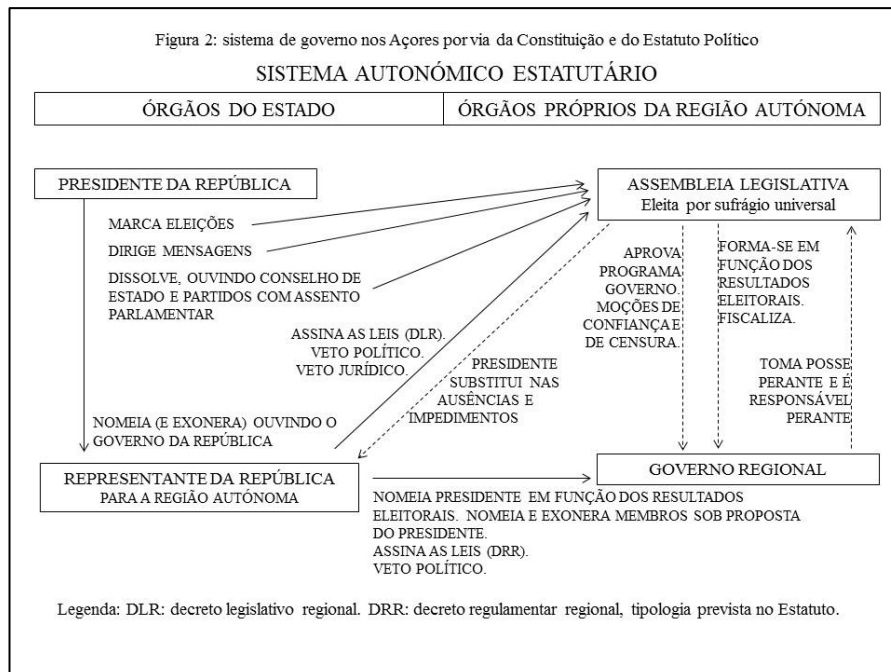 Figura 2: sistema de governo nos Açores por via da Constituição e do Estatuto Político
SISTEMA AUTONÓMICO ESTATUTÁRIO
ÓRGÃOS DO ESTADO
ÓRGÃOS PRÓPRIOS DA REGIÃO AUTÓNOMA
PRESIDENTE DA REPÚBLICA
ASSEMBLEIA LEGISLATIVA
Eleita por sufrágio universal
MARCA ELEIÇÕES
DIRIGE MENSAGENS
DISSOLVE, OUVINDO CONSELHO DE
ESTADO E PARTIDOS COM ASSENTO
PARLAMENTAR
APROVA
PROGRAMA
GOVERNO.
MOÇÕES DE
CONFIANÇA E
DE CENSURA.
FORMA-SE EM
FUNÇÃO DOS
RESULTADOS
ELEITORAIS.
FISCALIZA.
ASSINA AS LEIS (DLR).
VETO POLÍTICO.
VETO JURÍDICO.
PRESIDENTE
SUBSTITUI NAS
AUSÊNCIAS E
IMPEDIMENTOS
TOMA POSSE
PERANTE E É
RESPONSÁVEL
PERANTE
NOMEIA (E EXONERA) OUVINDO O
GOVERNO DA REPÚBLICA
REPRESENTANTE DA REPÚBLICA
PARA A REGIÃO AUTÓNOMA
GOVERNO REGIONAL
NOMEIA PRESIDENTE EM FUNÇÃO DOS RESULTADOS
ELEITORAIS. NOMEIA E EXONERA MEMBROS SOB PROPOSTA
DO PRESIDENTE.
ASSINA AS LEIS (DRR).
VETO POLÍTICO.
Legenda: DLR: decreto legislativo regional. DRR: decreto regulamentar regional, tipologia prevista no Estatuto.